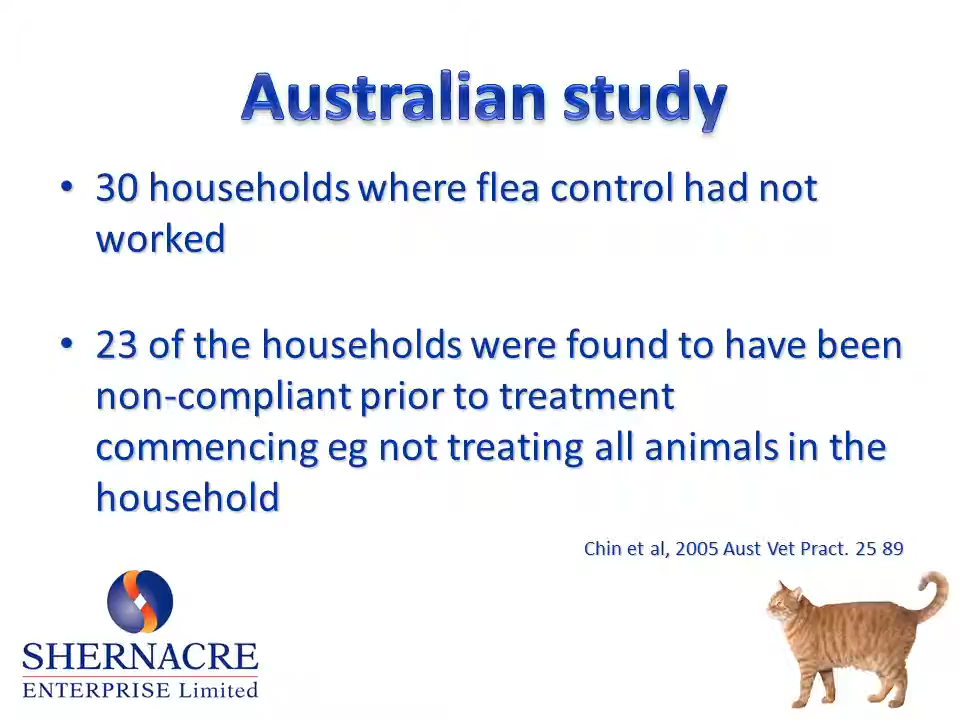 Australian study
• 30 households where flea control had not
worked
• 23 of the households were found to have been
non-compliant prior to treatment
commencing eg not treating all animals in the
household
Chin et al, 2005 Aust Vet Pract. 25 89
SHERNACRE
ENTERPRISE Limited